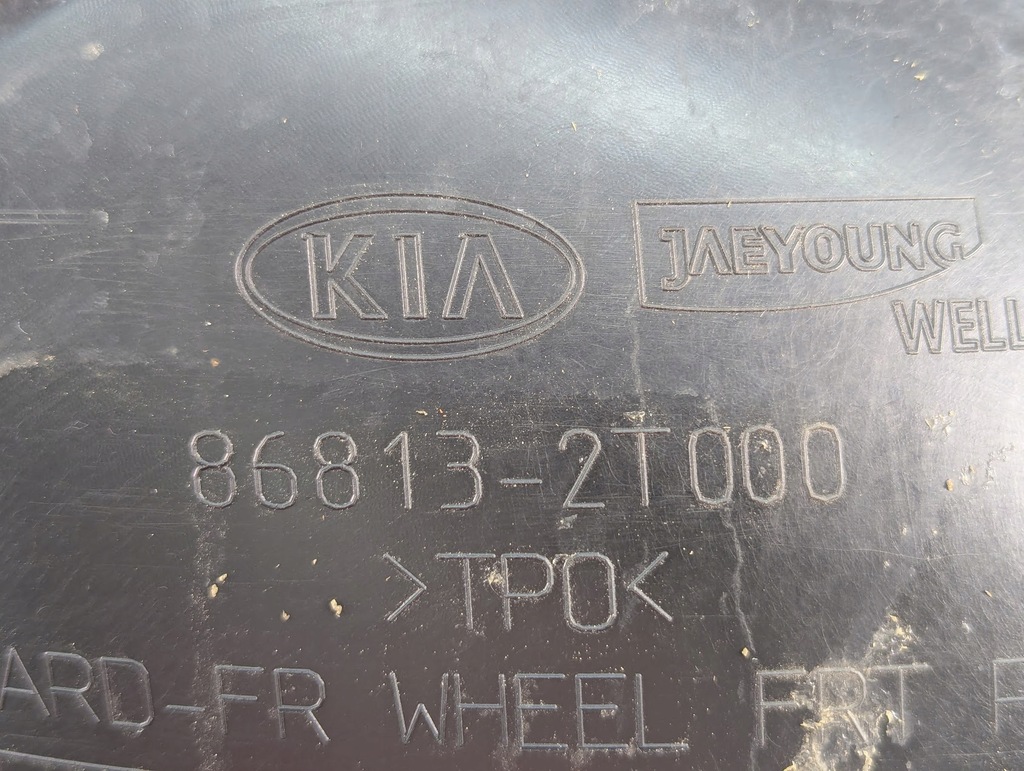 KIA JAEYOUNG
WELL
86813-2T000
>TPO<
ARD-FR WHEEL FRT